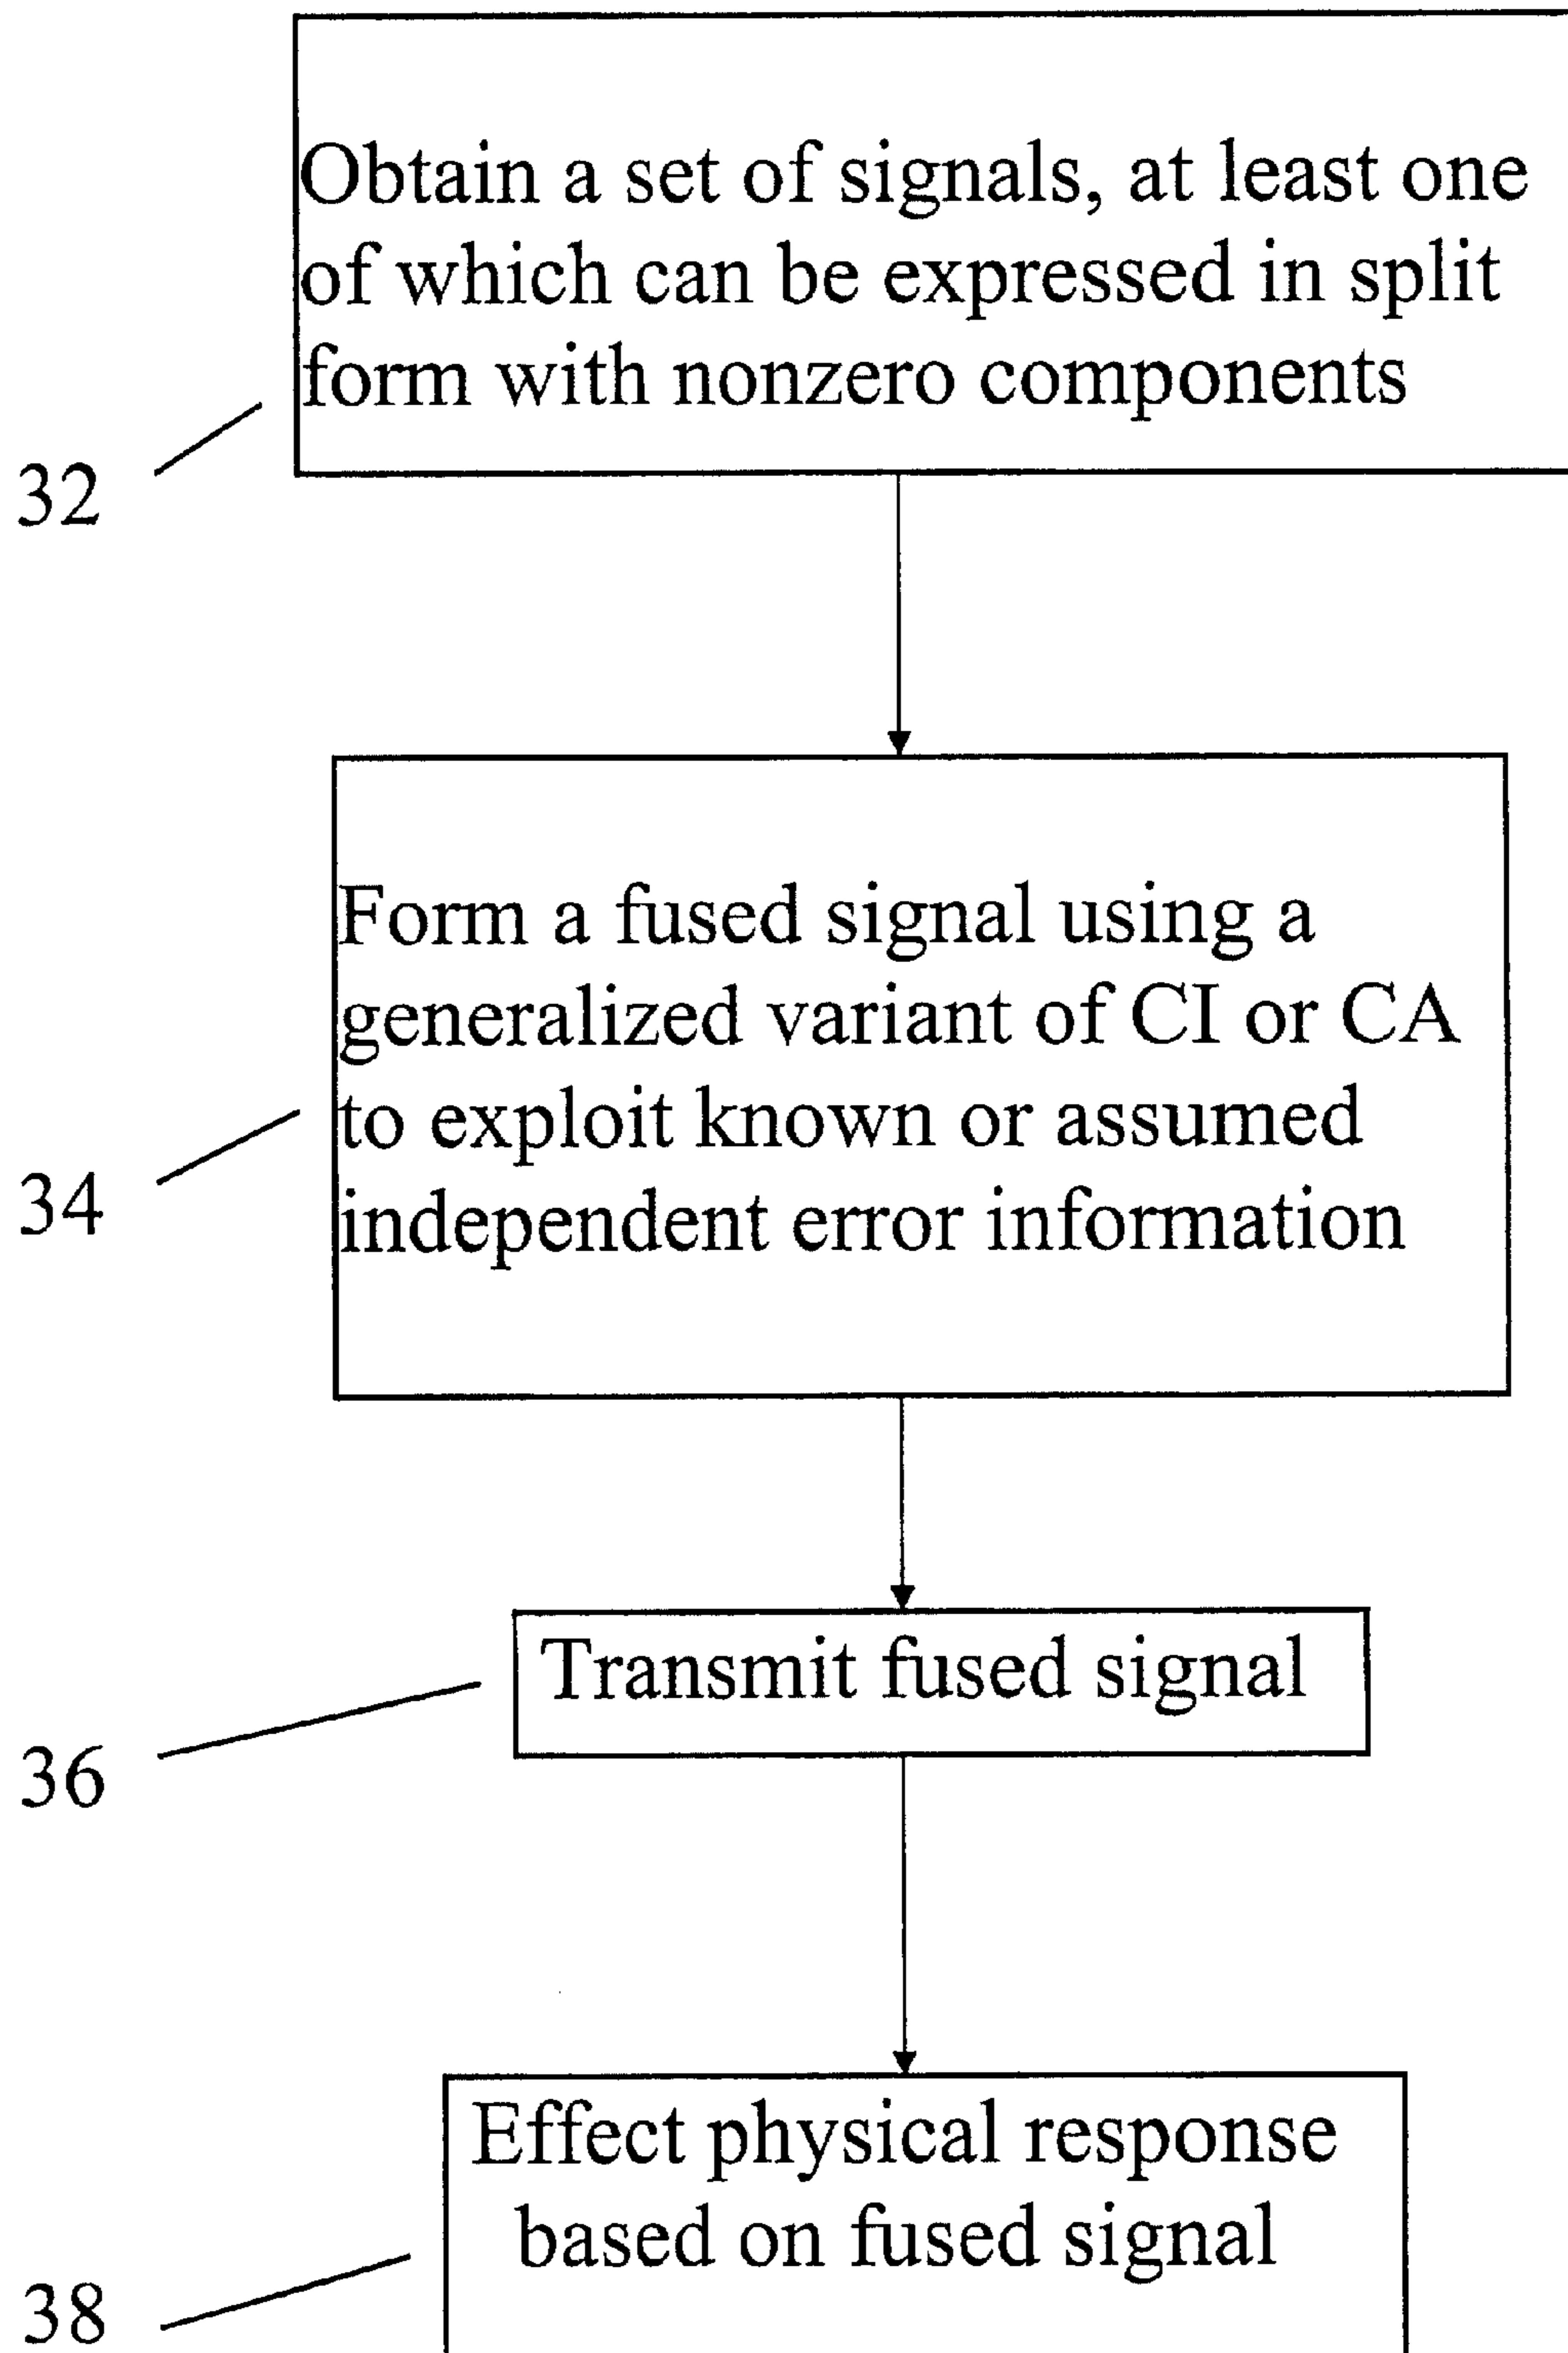 Obtain a set of signals, at least one
of which can be expressed in split
form with nonzero components
32
Form a fused signal using a
generalized variant of CI or CA
to exploit known or assumed
independent error information
34
Transmit fused signal
36
Effect physical response
based on fused signal
38